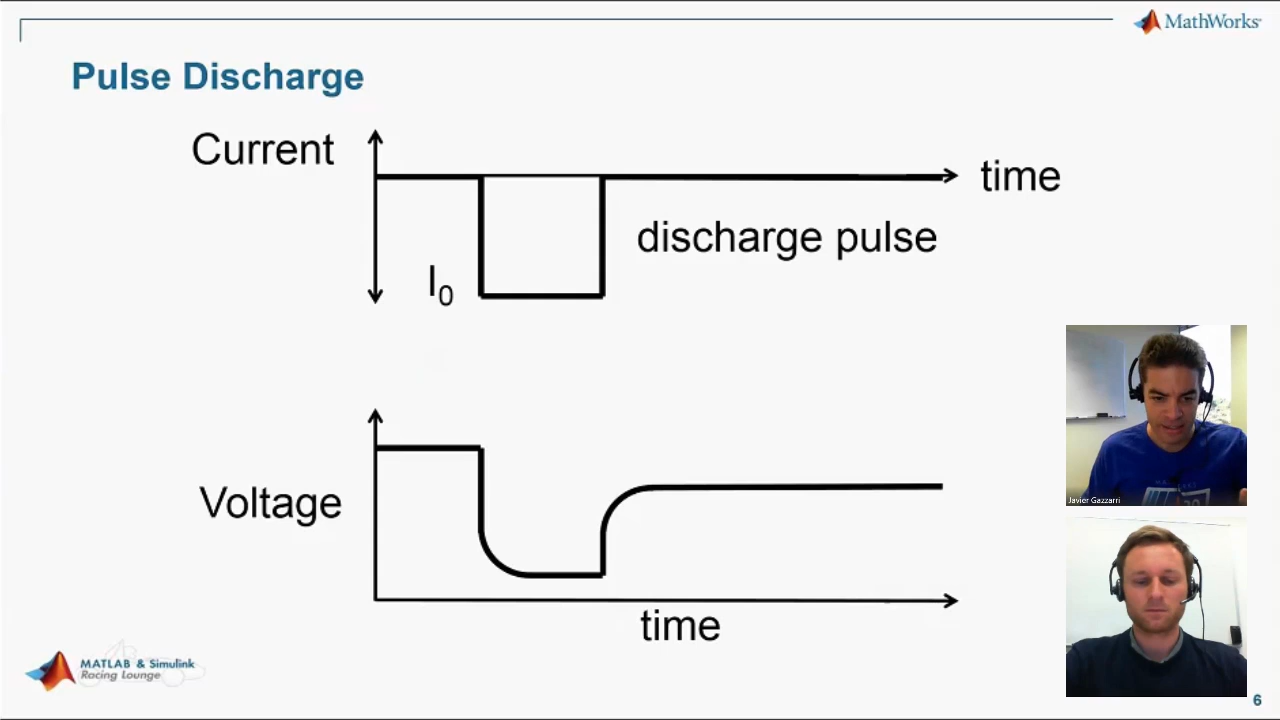 MathWorks®
Pulse Discharge
Current
time
discharge pulse
I0
Javier Gazzarri
Voltage
time
MATLAB & Simulink
Racing Lounge
6